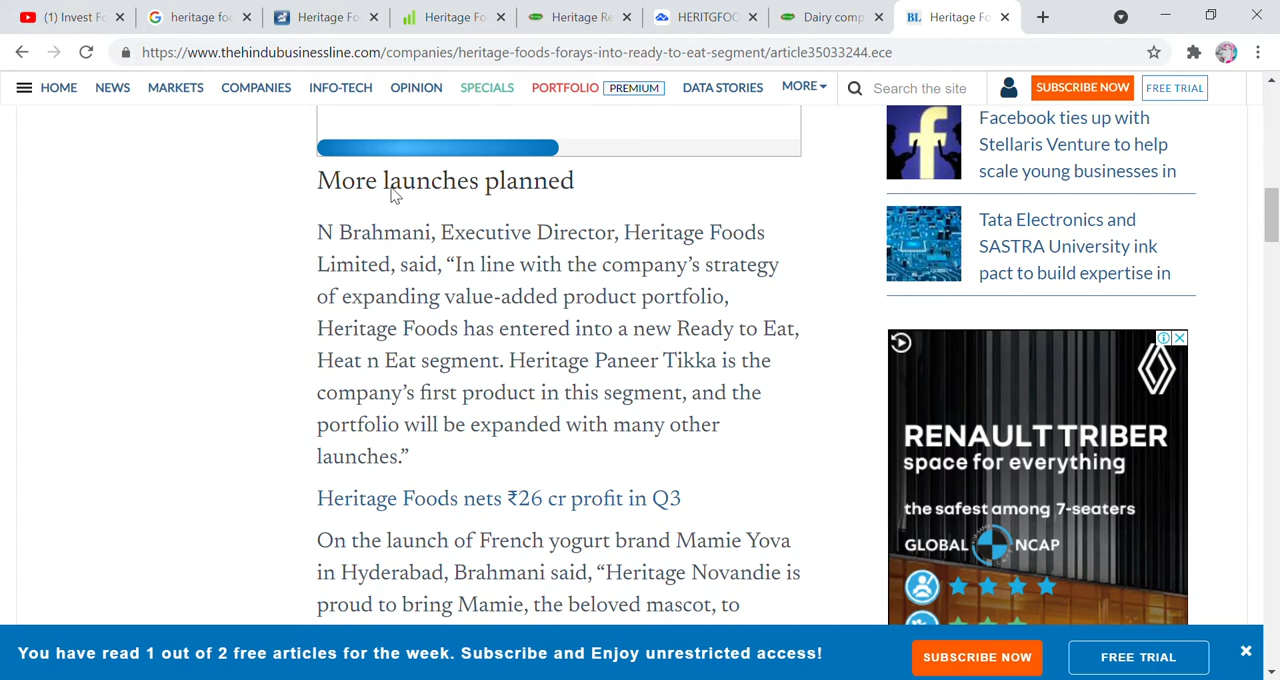 (1) Invest F
heritage foo
Heritage Fo
Heritage Fo
Heritage Re
HERITGFOO
Dairy comp
BL
Heritage Fo
https://www.thehindubusinessline.com/companies/heritage-foods-forays-into-ready-to-eat-segment/article35033244.ece
HOME NEWS MARKETS COMPANIES INFO-TECH OPINION SPECIALS PORTFOLIO PREMIUM DATA STORIES MORE
Search the site
SUBSCRIBE NOW
FREE TRIAL
More launches planned
N Brahmani, Executive Director, Heritage Foods
Limited, said, “In line with the company’s strategy
of expanding value-added product portfolio,
Heritage Foods has entered into a new Ready to Eat,
Heat n Eat segment. Heritage Paneer Tikka is the
company’s first product in this segment, and the
portfolio will be expanded with many other
launches.”
Heritage Foods nets ₹26 cr profit in Q3
On the launch of French yogurt brand Mamie Yova
in Hyderabad, Brahmani said, “Heritage Novandie is
proud to bring Mamie, the beloved mascot, to
Facebook ties up with
Stellaris Venture to help
scale young businesses in
Tata Electronics and
SASTRA University ink
pact to build expertise in
RENAULT TRIBER
space for everything
the safest among 7-seaters
GLOBAL NCAP
You have read 1 out of 2 free articles for the week. Subscribe and Enjoy unrestricted access!
SUBSCRIBE NOW
FREE TRIAL